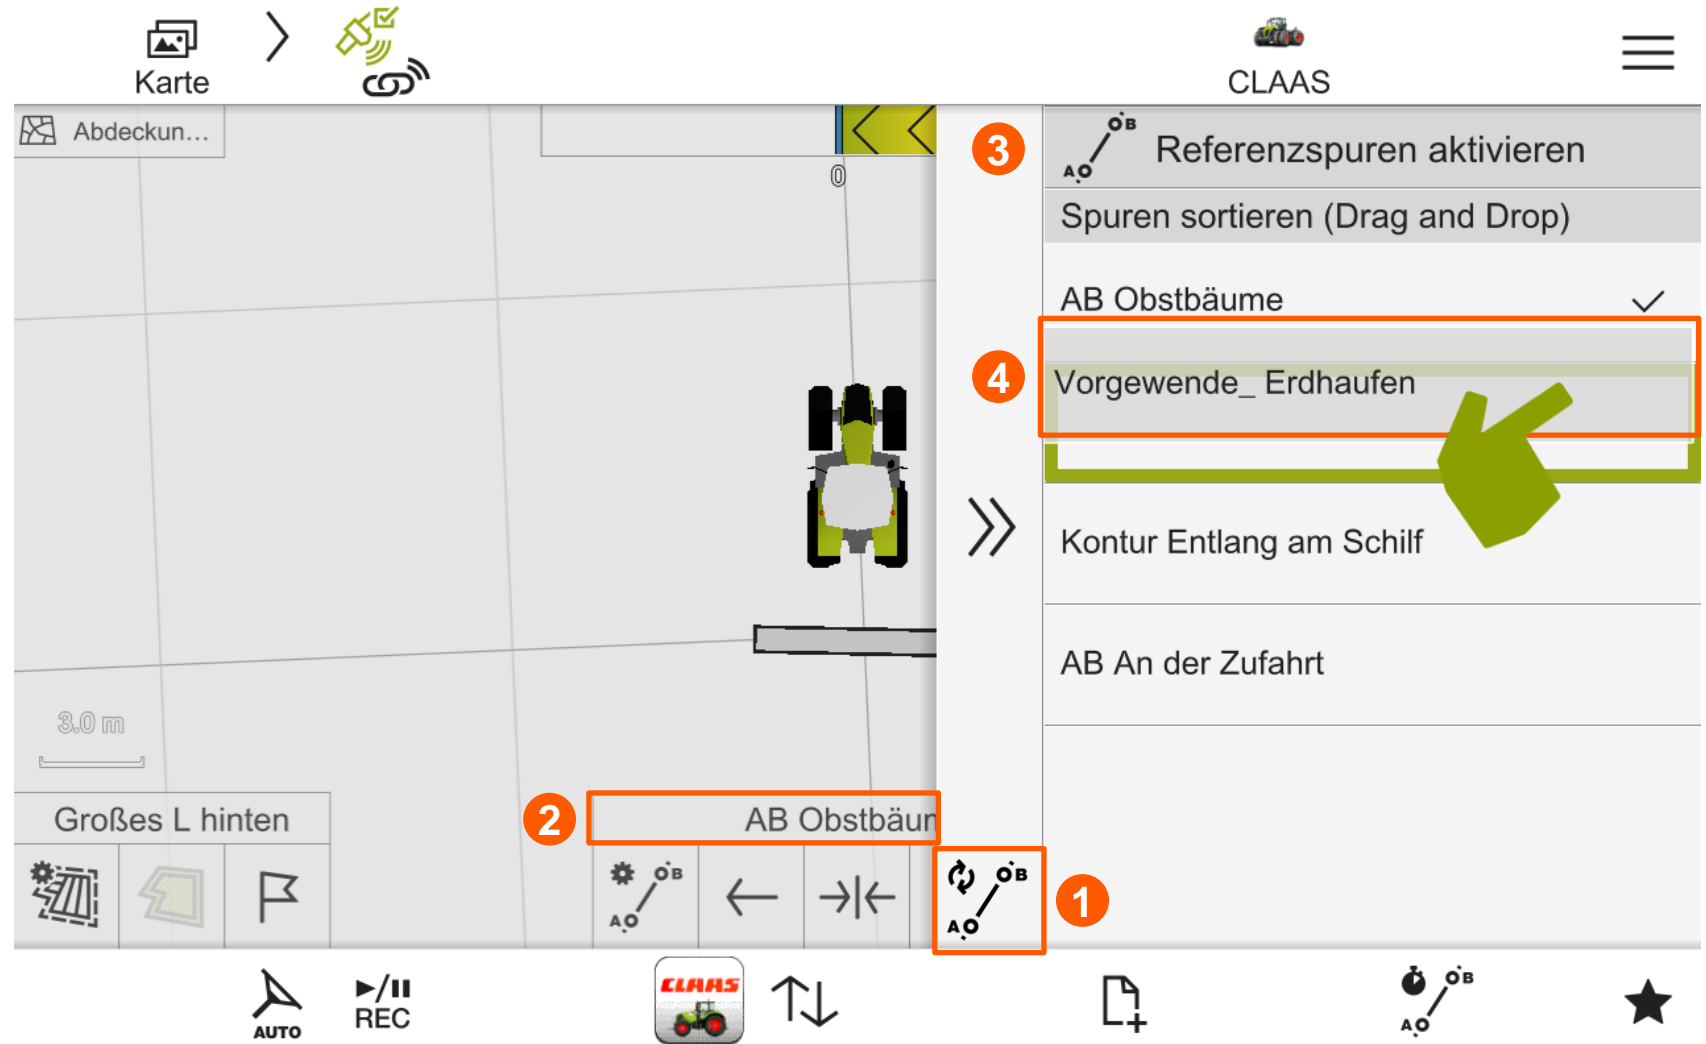 Karte
CLAAS
Abdeckun...
0
3
A B
Referenzspuren aktivieren
Spuren sortieren (Drag and Drop)
AB Obstbäume
4
Vorgewende_ Erdhaufen
Kontur Entlang am Schilf
AB An der Zufahrt
3.0 m
Großes L hinten
2
AB Obstbäum
A B
A B
1
AUTO
REC
CLAAS
A B